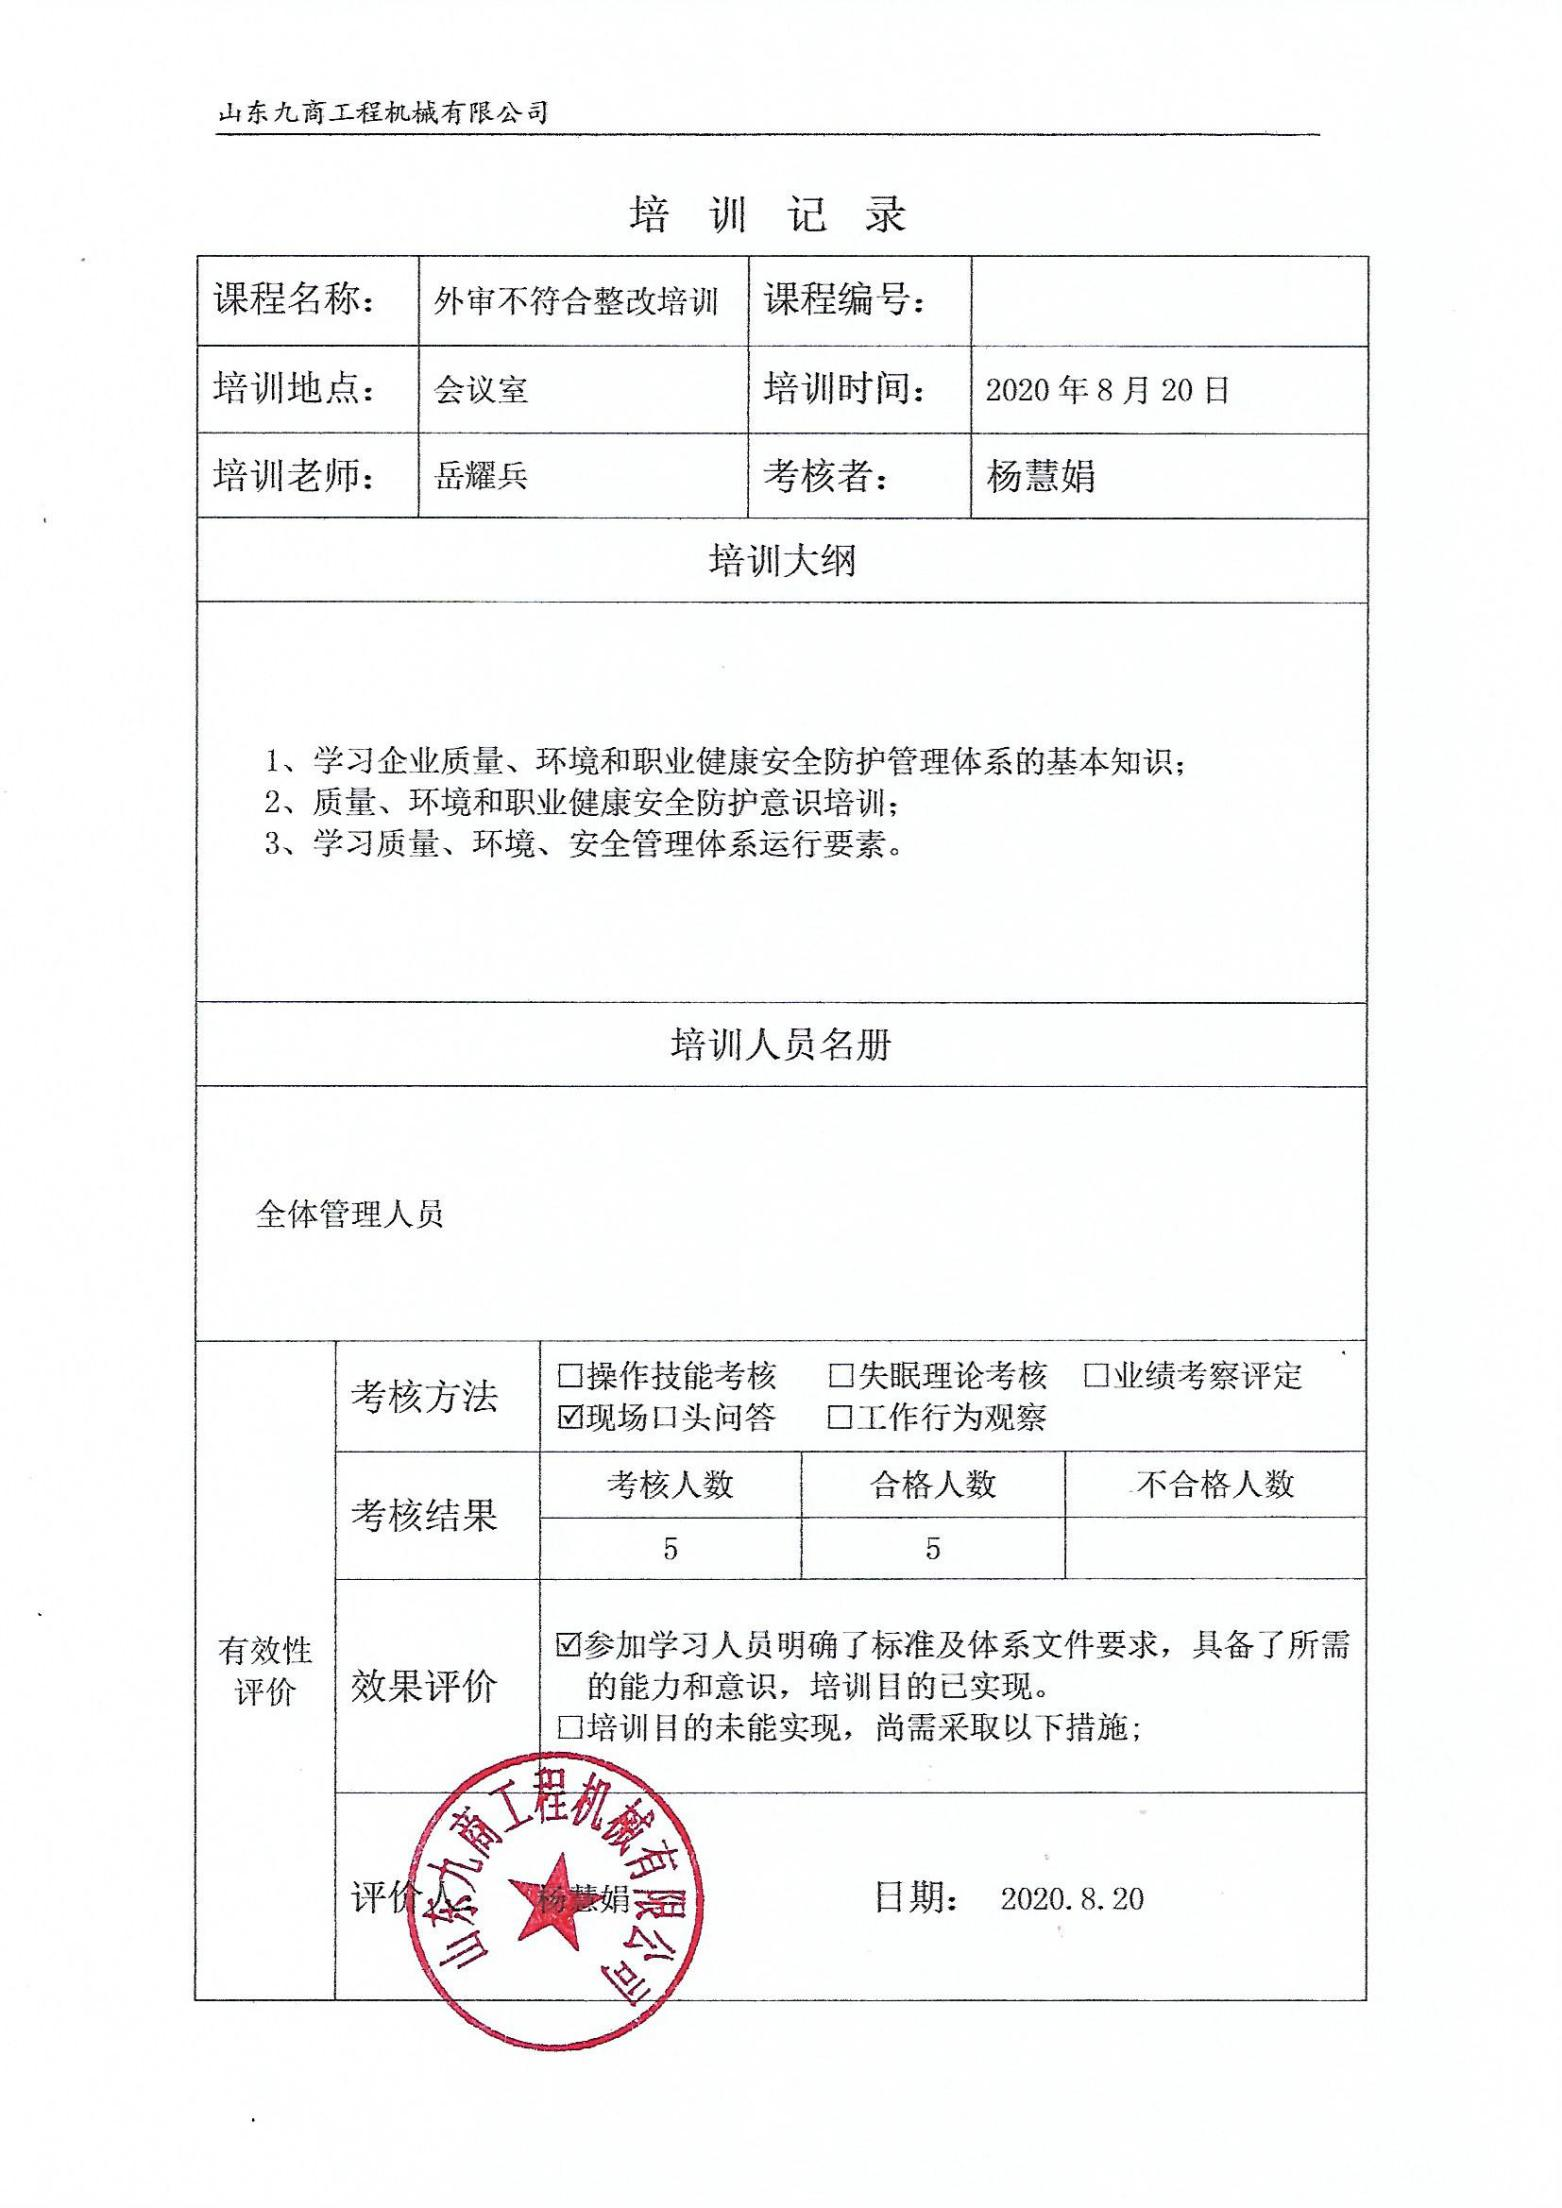 山东九商工程机械有限公司
培 训 记 录
课程名称： 外审不符合整改培训 课程编号：
培训地点： 会议室 培训时间： 2020 年 8 月 20 日
培训老师： 岳耀兵 考核者： 杨慧娟
培训大纲
1、学习企业质量、环境和职业健康安全防护管理体系的基本知识；
2、质量、环境和职业健康安全防护意识培训；
3、学习质量、环境、安全管理体系运行要素。
培训人员名册
全体管理人员
有效性
评价
考核方法
□操作技能考核 □失眠理论考核 □业绩考察评定
☑现场口头问答 □工作行为观察
考核结果
考核人数 合格人数 不合格人数
5 5
效果评价
☑参加学习人员明确了标准及体系文件要求，具备了所需
的能力和意识，培训目的已实现。
□培训目的未能实现，尚需采取以下措施；
评价人： 杨慧娟 日期： 2020.8.20
山东九商工程机械有限公司